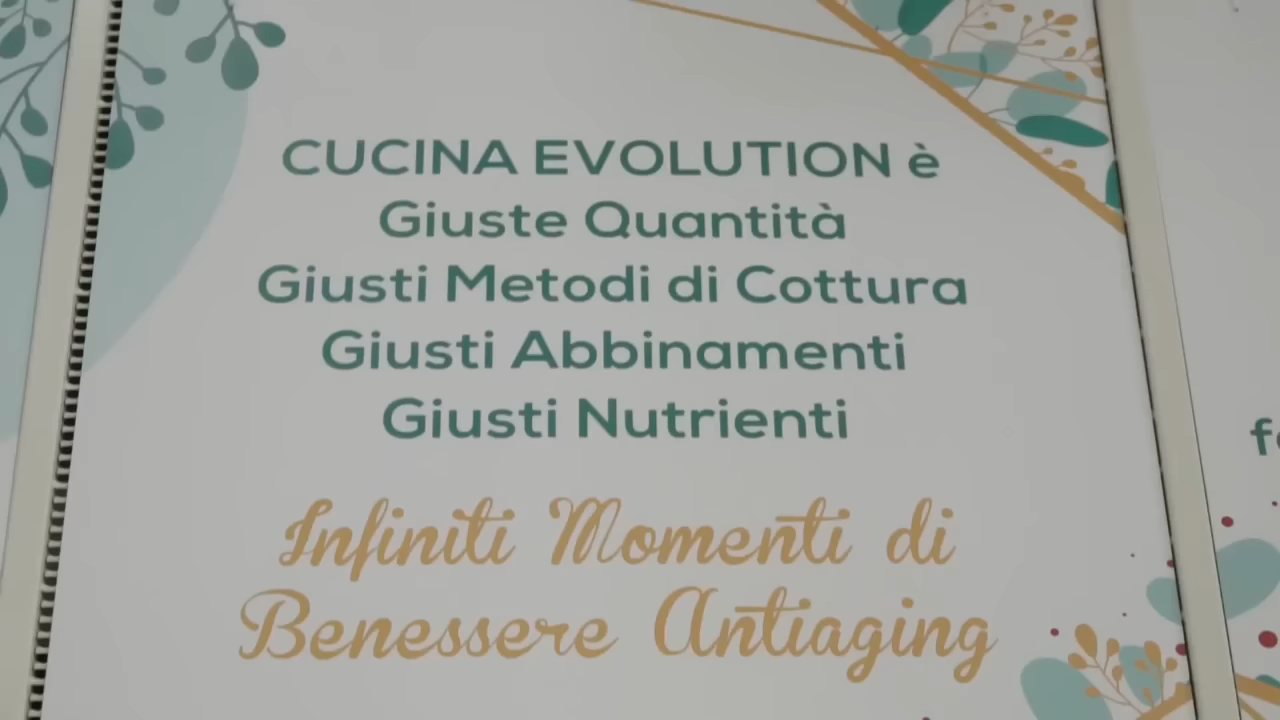 CUCINA EVOLUTION è
Giuste Quantità
Giusti Metodi di Cottura
Giusti Abbinamenti
Giusti Nutrienti
Infiniti Momenti di
Benessere Antiaging